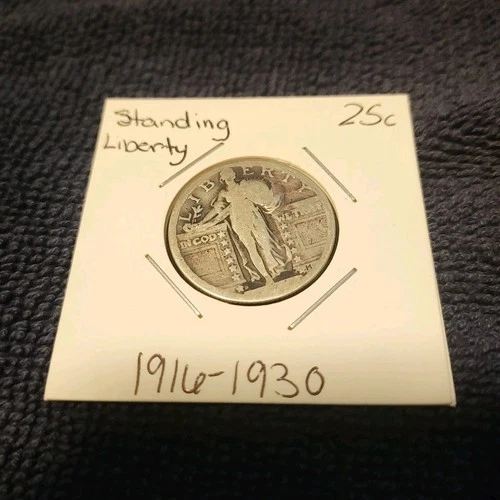 Standing 25c
Liberty
LIBERTY
IN GOD WE TRUST
1916-1930